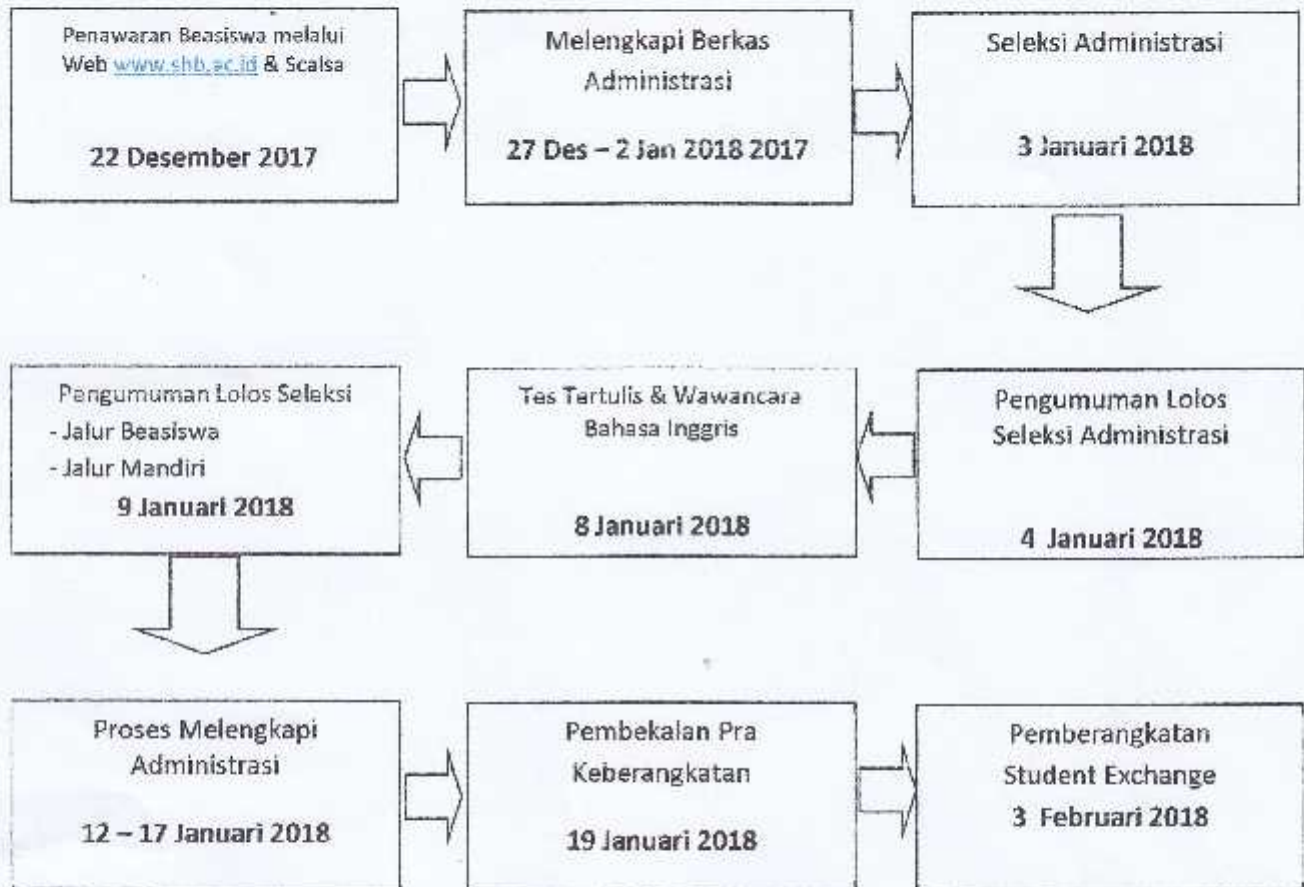 Penawaran Beasiswa melalui
Web www.shb.ac.id & Scalsa
22 Desember 2017
Melengkapi Berkas
Administrasi
27 Des – 2 Jan 2018 2017
Seleksi Administrasi
3 Januari 2018
Pengumuman Lolos
Seleksi Administrasi
4 Januari 2018
Tes Tertulis & Wawancara
Bahasa Inggris
8 Januari 2018
Pengumuman Lolos Seleksi
- Jalur Beasiswa
- Jalur Mandiri
9 Januari 2018
Proses Melengkapi
Administrasi
12 – 17 Januari 2018
Pembekalan Pra
Keberangkatan
19 Januari 2018
Pemberangkatan
Student Exchange
3 Februari 2018